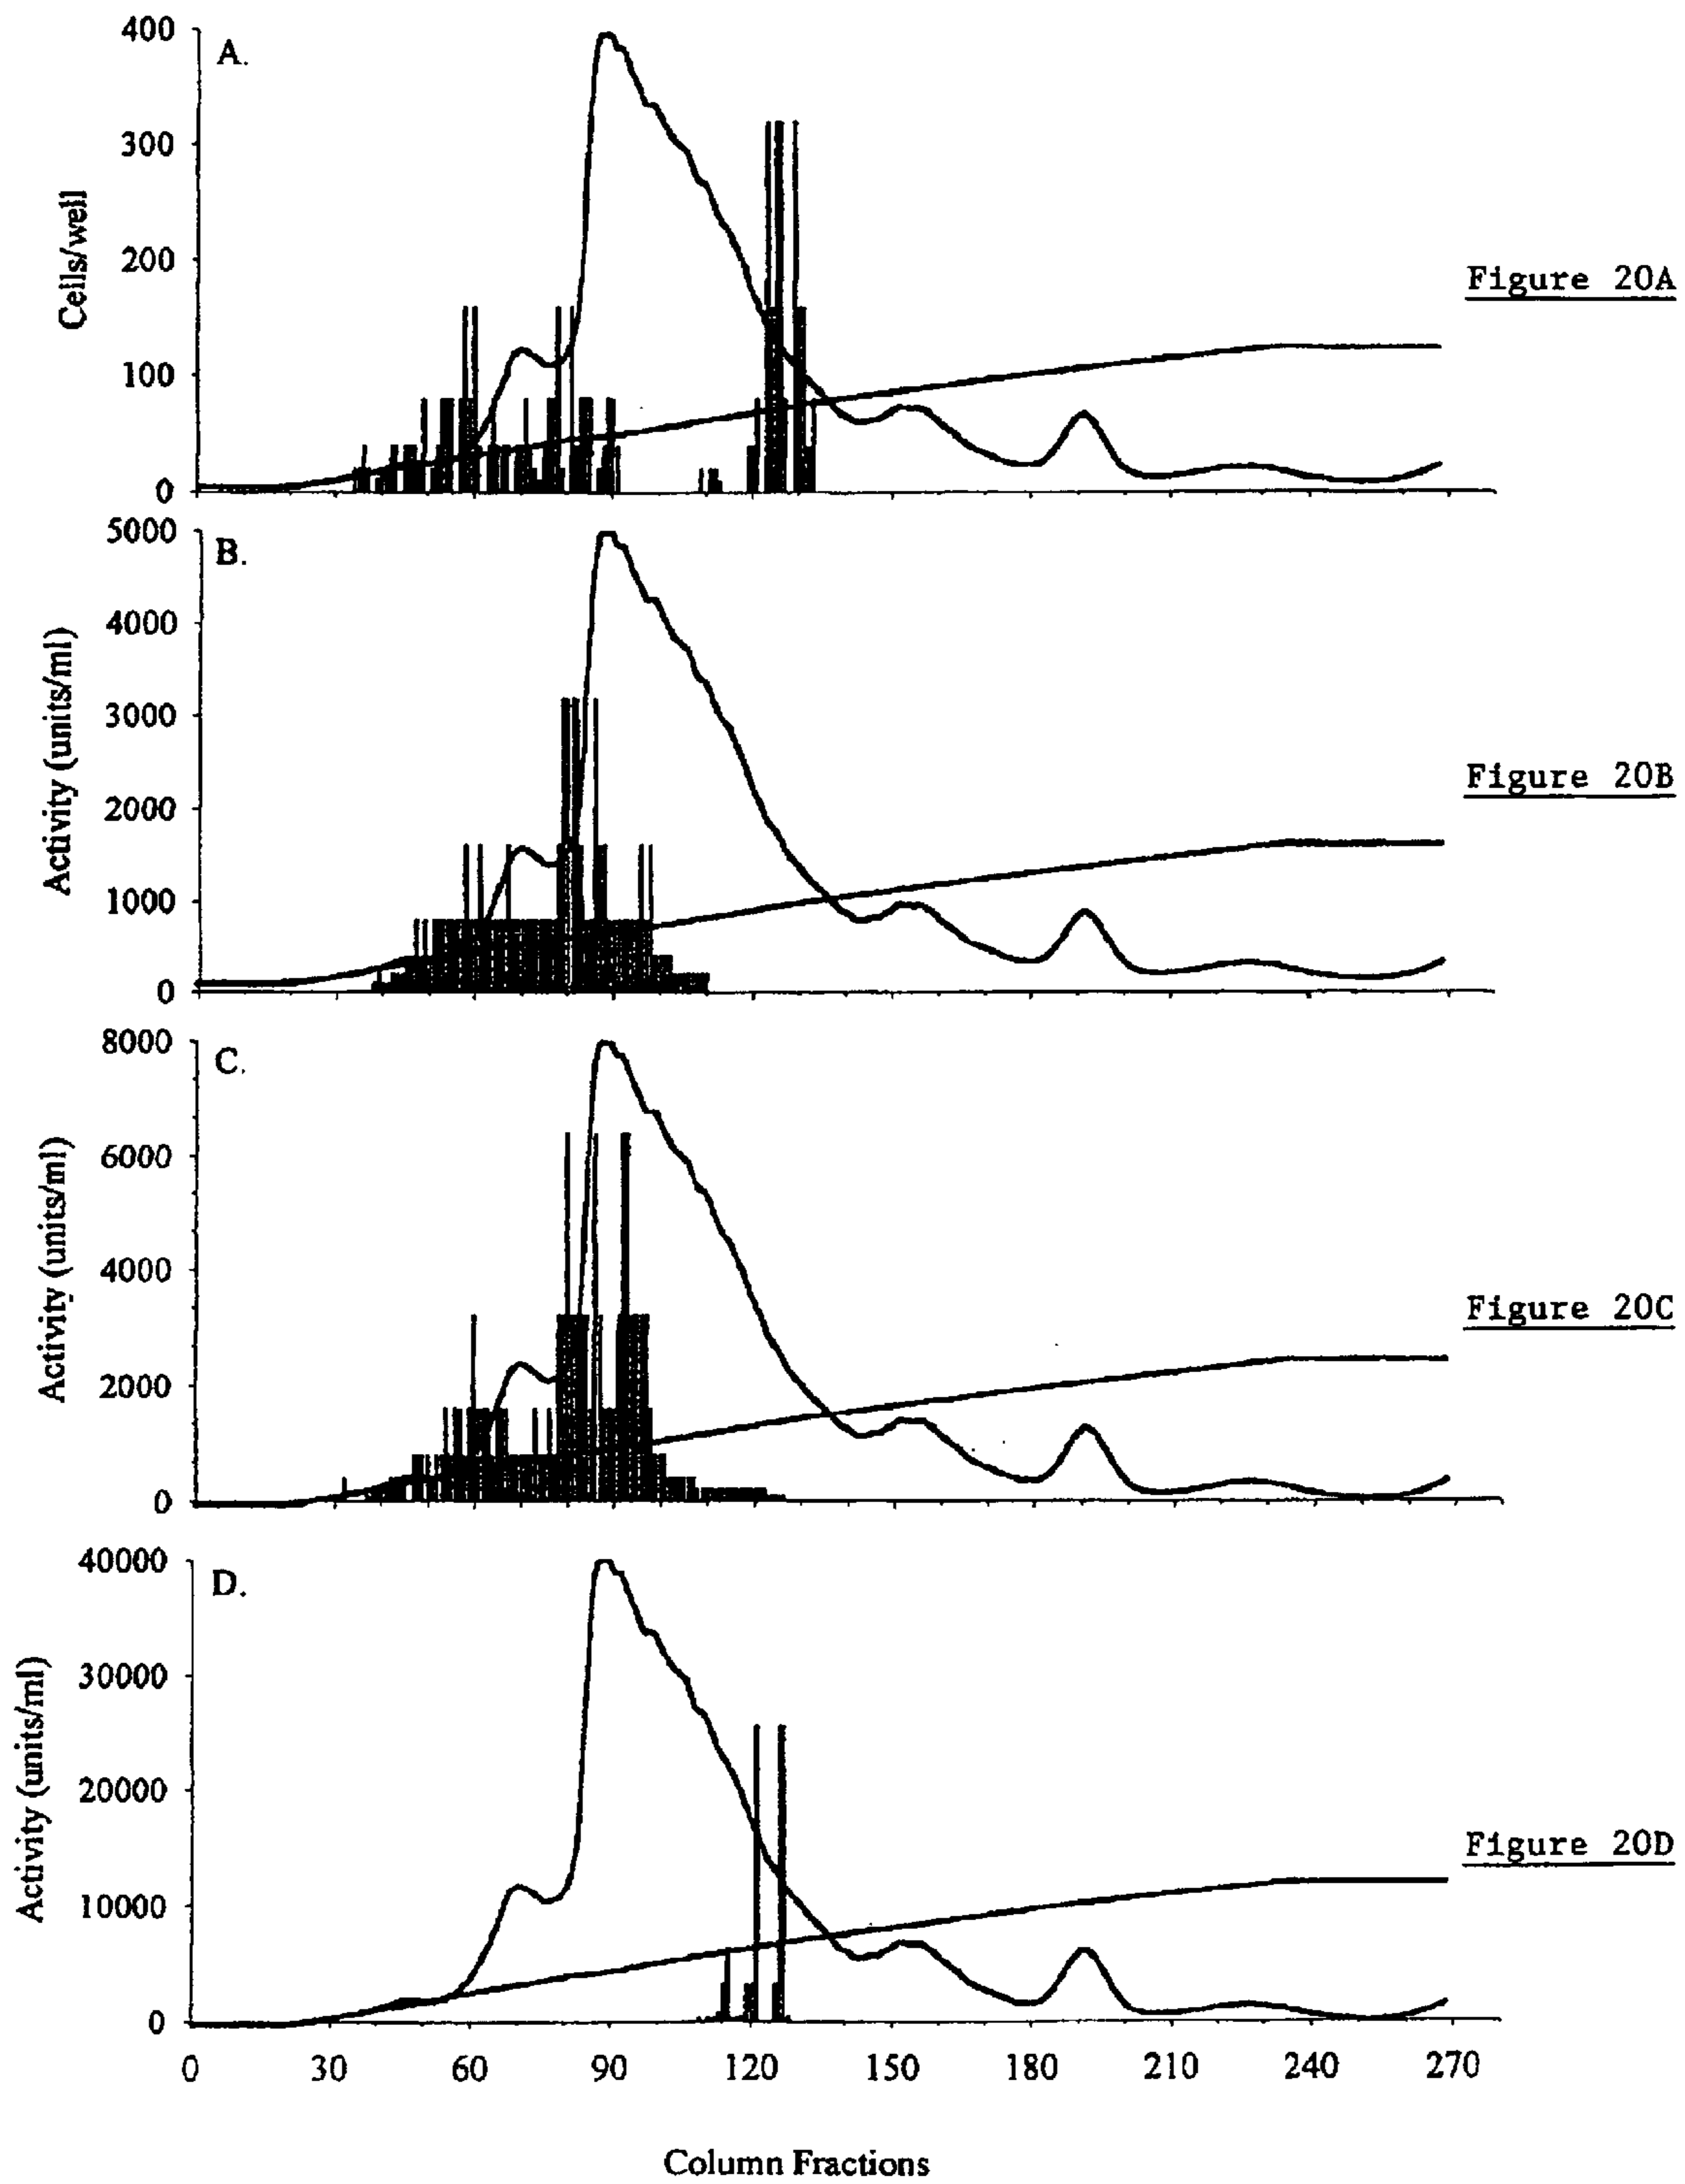 400
A.
300
Cells/well
200
Figure 20A
100
0
5000
B.
4000
Activity (units/ml)
3000
Figure 20B
2000
1000
0
8000
C.
6000
Activity (units/ml)
4000
Figure 20C
2000
0
40000
D.
30000
Activity (units/ml)
20000
Figure 20D
10000
0
0 30 60 90 120 150 180 210 240 270
Column Fractions